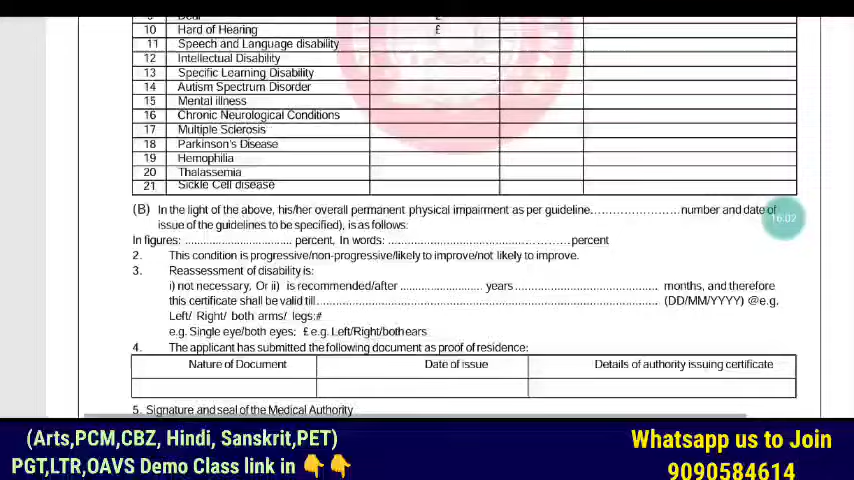 10 Hard of Hearing £
11 Speech and Language disability
12 Intellectual Disability
13 Specific Learning Disability
14 Autism Spectrum Disorder
15 Mental illness
16 Chronic Neurological Conditions
17 Multiple Sclerosis
18 Parkinson's Disease
19 Hemophilia
20 Thalassemia
21 Sickle Cell disease
(B) In the light of the above, his/her overall permanent physical impairment as per guideline........................number and date of
issue of the guidelines to be specified), is as follows:
16:02
In figures: .................................. percent, In words: ..........................................................percent
2. This condition is progressive/non-progressive/likely to improve/not likely to improve.
3. Reassessment of disability is:
i) not necessary, Or ii) is recommended/after .......................... years .............................................. months, and therefore
this certificate shall be valid till.................................................................................................... (DD/MM/YYYY) @e.g.
Left/ Right/ both arms/ legs:#
e.g. Single eye/both eyes; £e.g. Left/Right/bothears
4. The applicant has submitted the following document as proof of residence:
Nature of Document Date of issue Details of authority issuing certificate
5. Signature and seal of the Medical Authority
(Arts,PCM,CBZ, Hindi, Sanskrit,PET)
PGT,LTR,OAVS Demo Class link in 👇👇
Whatsapp us to Join
9090584614